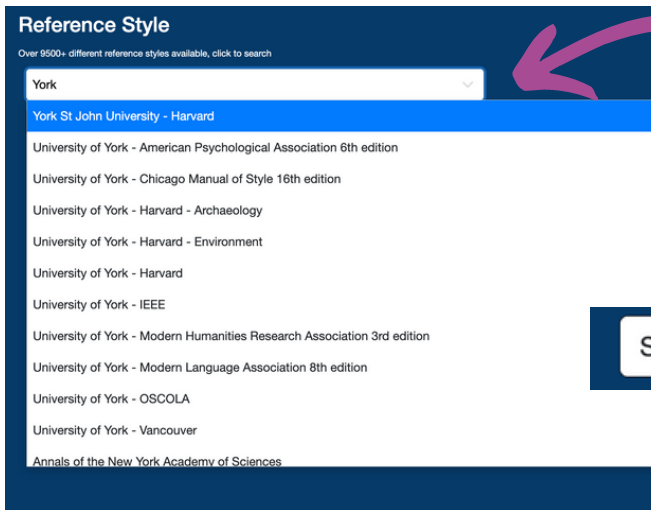 Reference Style
Over 9500+ different reference styles available, click to search
York
York St John University - Harvard
University of York - American Psychological Association 6th edition
University of York - Chicago Manual of Style 16th edition
University of York - Harvard - Archaeology
University of York - Harvard - Environment
University of York - Harvard
University of York - IEEE
University of York - Modern Humanities Research Association 3rd edition
S
University of York - Modern Language Association 8th edition
University of York - OSCOLA
University of York - Vancouver
Annals of the New York Academy of Sciences